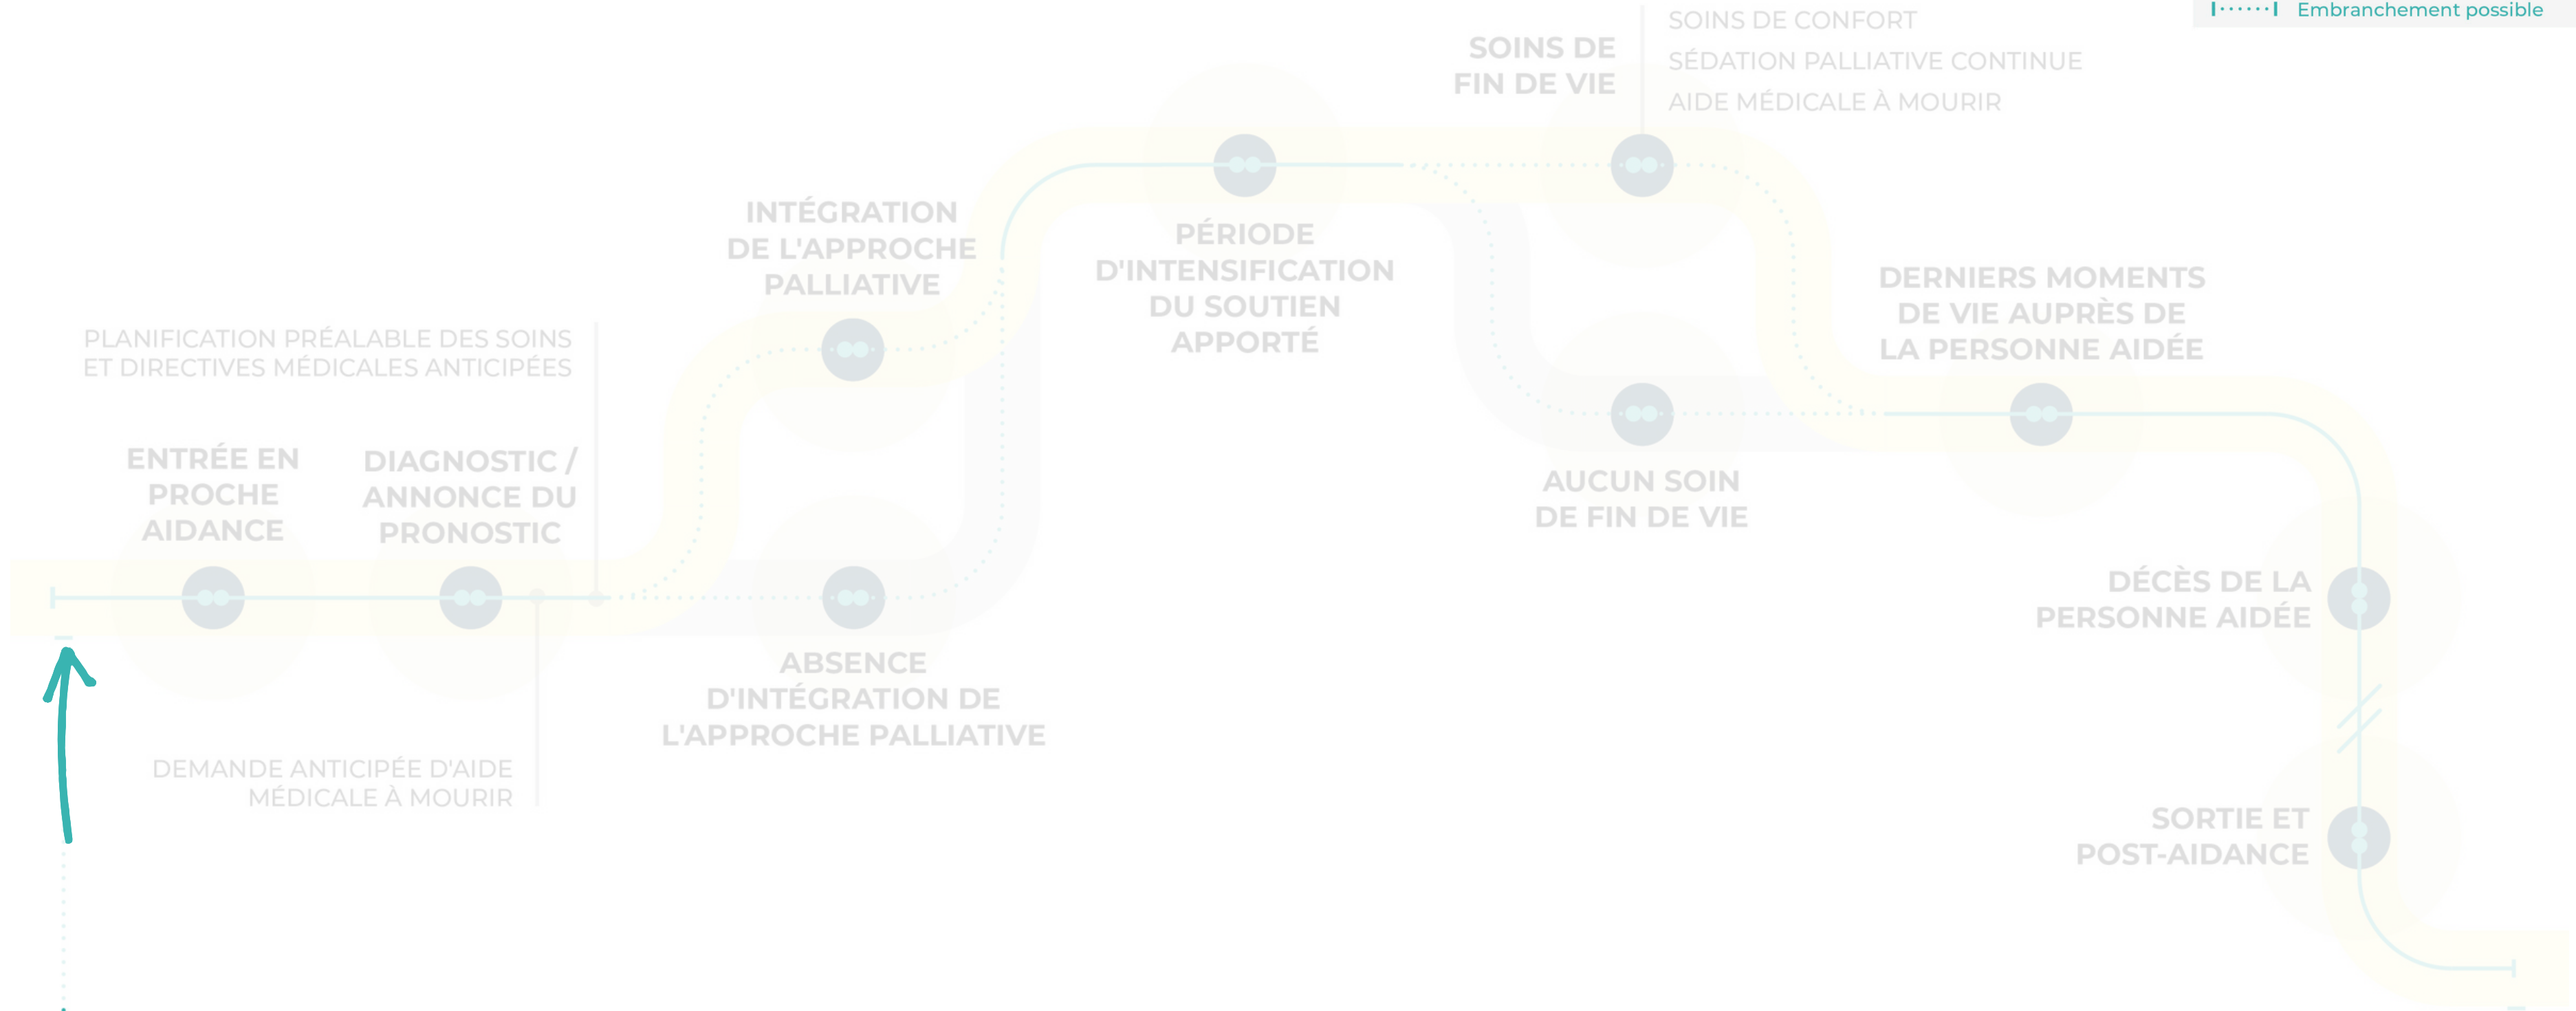 Embranchement possible
SOINS DE CONFORT
SÉDATION PALLIATIVE CONTINUE
AIDE MÉDICALE À MOURIR
SOINS DE
FIN DE VIE
INTÉGRATION
DE L'APPROCHE
PALLIATIVE
PÉRIODE
D'INTENSIFICATION
DU SOUTIEN
APPORTÉ
DERNIERS MOMENTS
DE VIE AUPRÈS DE
LA PERSONNE AIDÉE
PLANIFICATION PRÉALABLE DES SOINS
ET DIRECTIVES MÉDICALES ANTICIPÉES
ENTRÉE EN
PROCHE
AIDANCE
DIAGNOSTIC /
ANNONCE DU
PRONOSTIC
AUCUN SOIN
DE FIN DE VIE
DÉCÈS DE LA
PERSONNE AIDÉE
ABSENCE
D'INTÉGRATION DE
L'APPROCHE PALLIATIVE
DEMANDE ANTICIPÉE D'AIDE
MÉDICALE À MOURIR
SORTIE ET
POST-AIDANCE